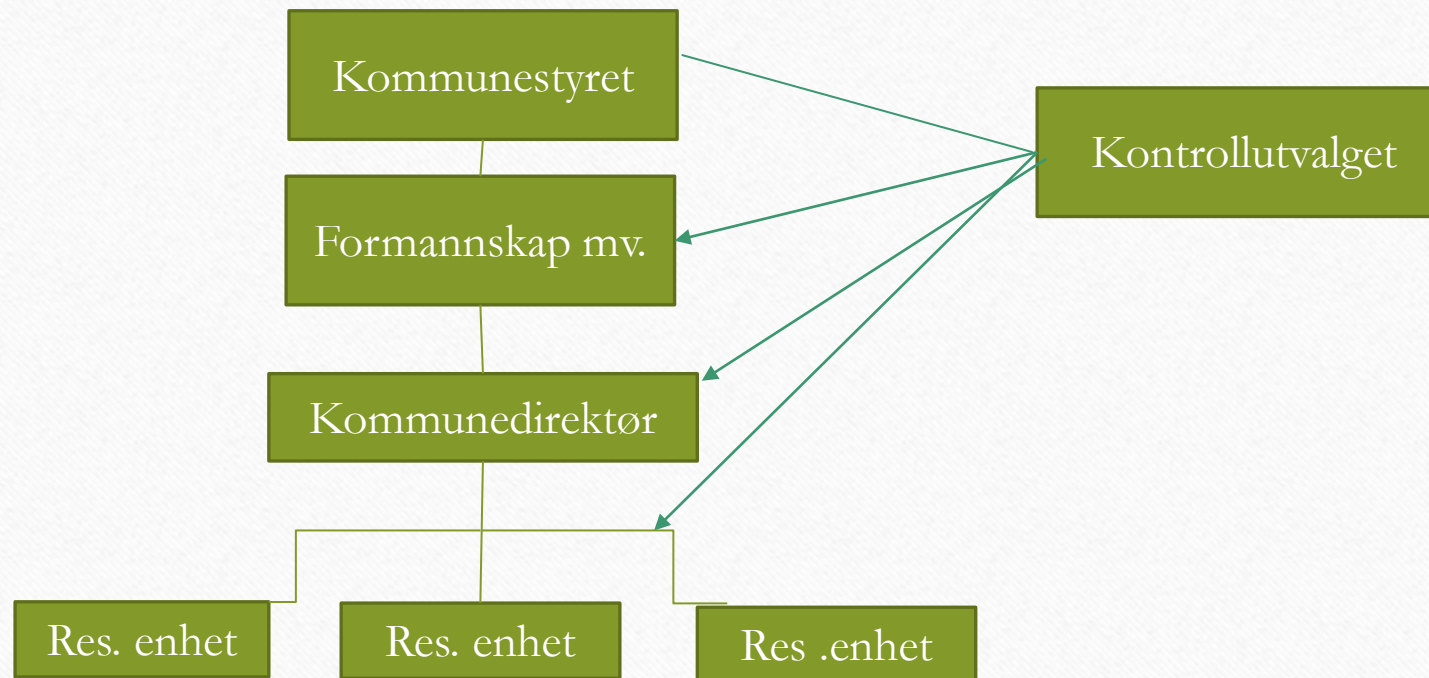 Kommunestyret
Kontrollutvalget
Formannskap mv.
Kommunedirektør
Res. enhet
Res. enhet
Res .enhet